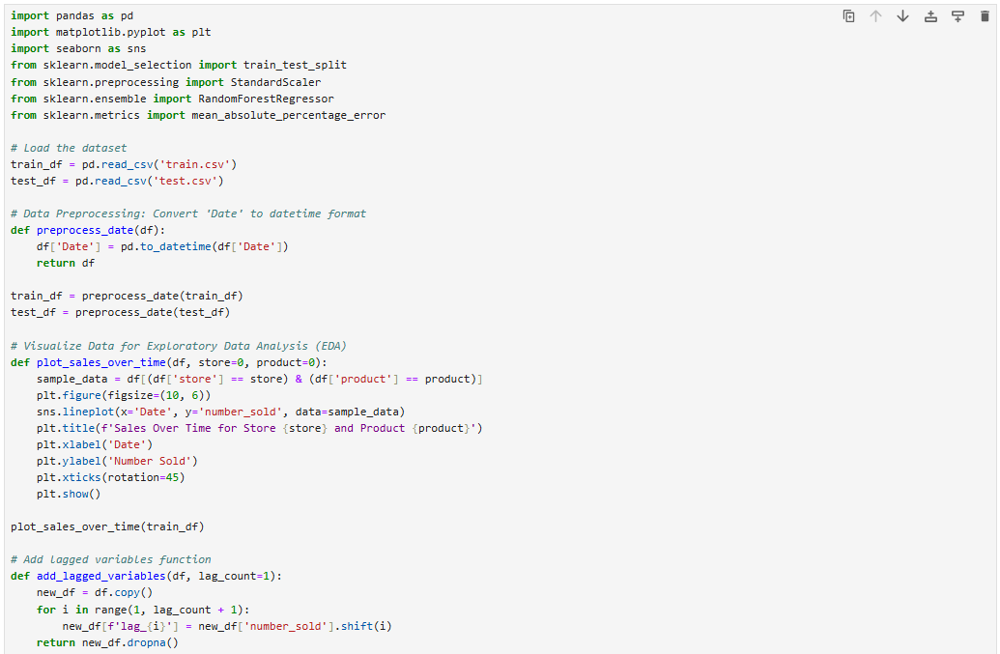 import pandas as pd
import matplotlib.pyplot as plt
import seaborn as sns
from sklearn.model_selection import train_test_split
from sklearn.preprocessing import StandardScaler
from sklearn.ensemble import RandomForestRegressor
from sklearn.metrics import mean_absolute_percentage_error

# Load the dataset
train_df = pd.read_csv('train.csv')
test_df = pd.read_csv('test.csv')

# Data Preprocessing: Convert 'Date' to datetime format
def preprocess_date(df):
    df['Date'] = pd.to_datetime(df['Date'])
    return df

train_df = preprocess_date(train_df)
test_df = preprocess_date(test_df)

# Visualize Data for Exploratory Data Analysis (EDA)
def plot_sales_over_time(df, store=0, product=0):
    sample_data = df[(df['store'] == store) & (df['product'] == product)]
    plt.figure(figsize=(10, 6))
    sns.lineplot(x='Date', y='number_sold', data=sample_data)
    plt.title(f'Sales Over Time for Store {store} and Product {product}')
    plt.xlabel('Date')
    plt.ylabel('Number Sold')
    plt.xticks(rotation=45)
    plt.show()

plot_sales_over_time(train_df)

# Add lagged variables function
def add_lagged_variables(df, lag_count=1):
    new_df = df.copy()
    for i in range(1, lag_count + 1):
        new_df[f'lag_{i}'] = new_df['number_sold'].shift(i)
    return new_df.dropna()